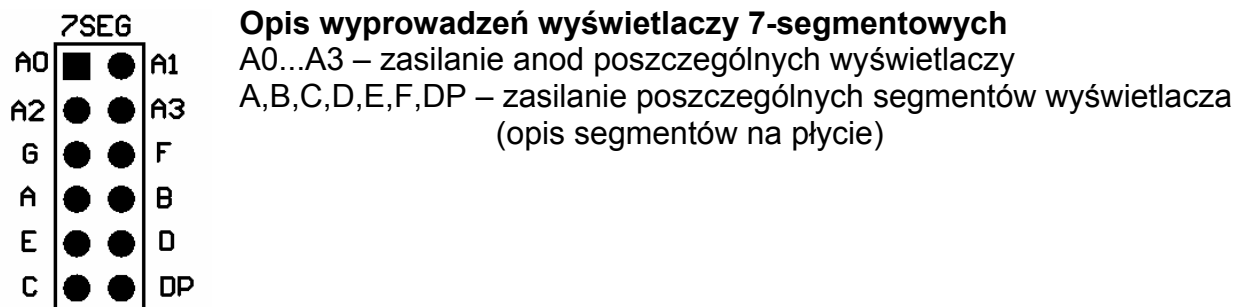 7SEG
A0 A1
A2 A3
G F
A B
E D
C DP
Opis wyprowadzeń wyświetlaczy 7-segmentowych
A0...A3 – zasilanie anod poszczególnych wyświetlaczy
A,B,C,D,E,F,DP – zasilanie poszczególnych segmentów wyświetlacza
(opis segmentów na płycie)